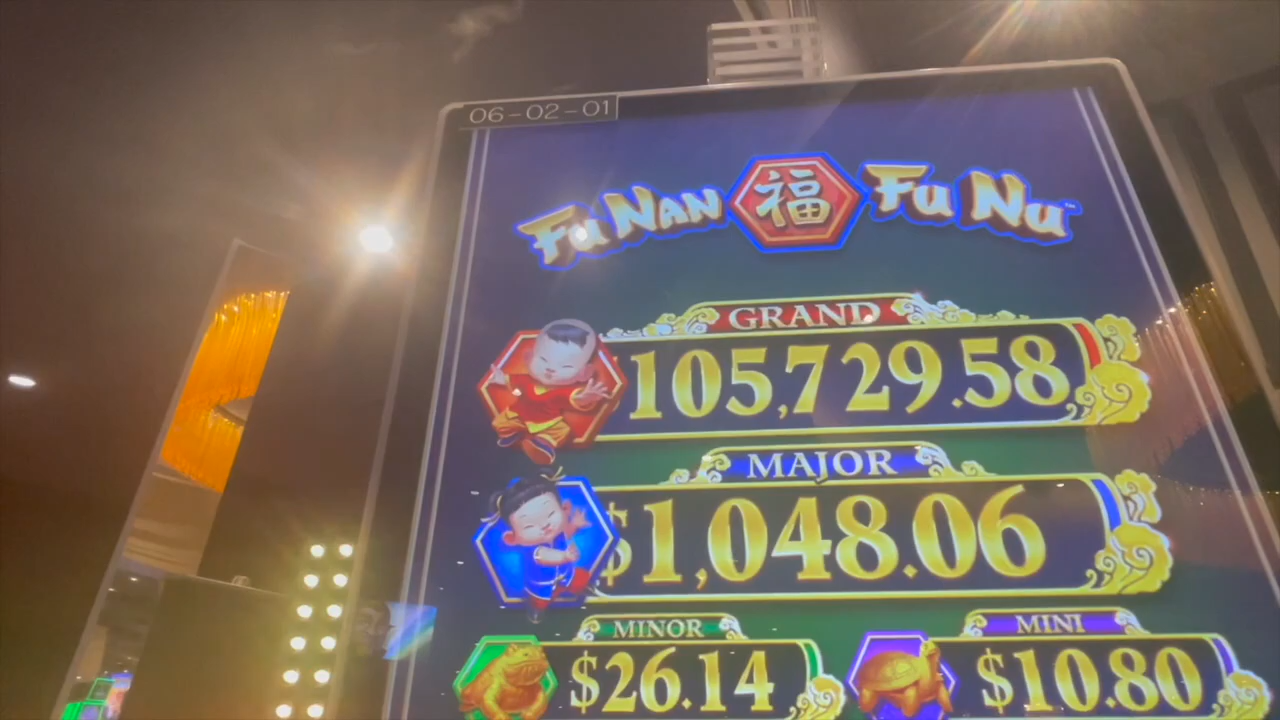 06-02-01
Fu Nan 福 Fu Nu™
GRAND
105,729.58
MAJOR
$1,048.06
MINOR MINI
$26.14 $10.80